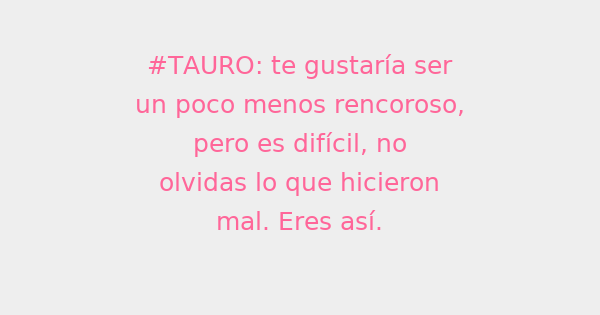 #TAURO: te gustaría ser
un poco menos rencoroso,
pero es difícil, no
olvidas lo que hicieron
mal. Eres así.